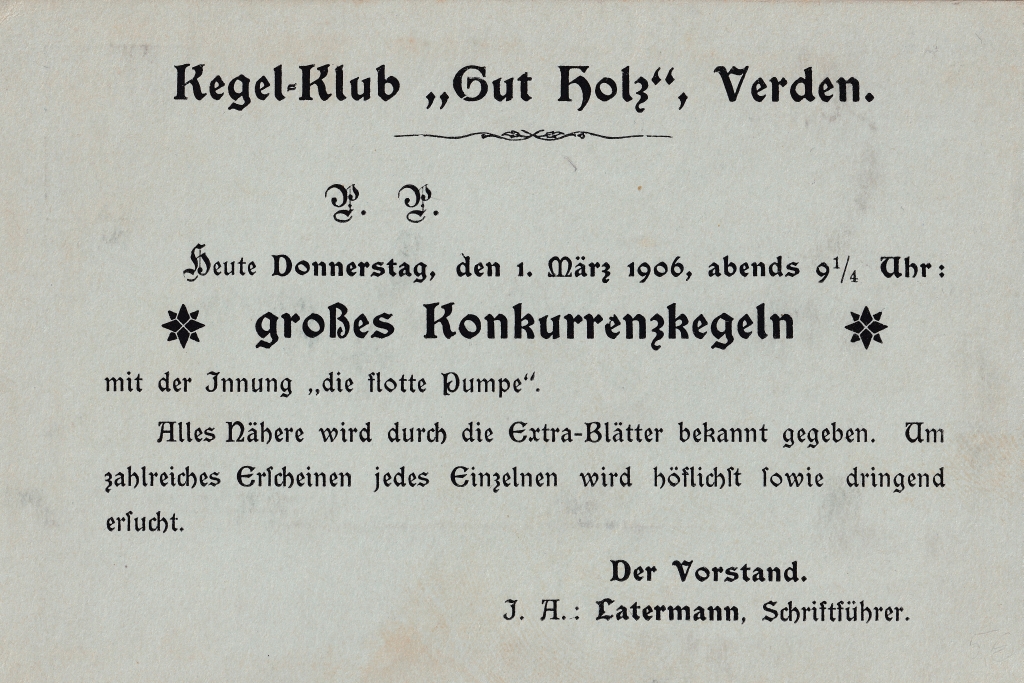 Kegel-Klub „Gut Holz“, Verden.
P. P.
Heute Donnerstag, den 1. März 1906, abends 9¼ Uhr:
großes Konkurrenzkegeln
mit der Innung „die flotte Pumpe“.
Alles Nähere wird durch die Extra-Blätter bekannt gegeben. Um
zahlreiches Erſcheinen jedes Einzelnen wird höflichſt ſowie dringend
erſucht.
Der Vorstand.
J. A.: Latermann, Schriftführer.